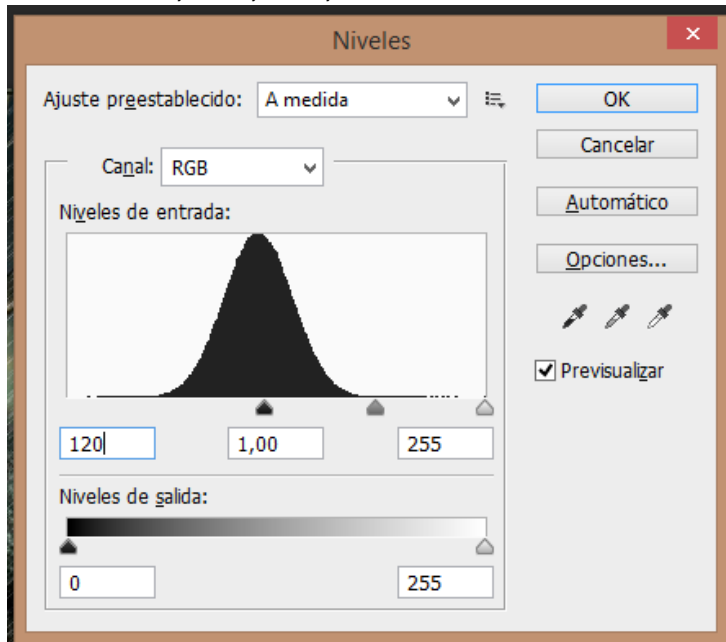 Niveles
Ajuste preestablecido: A medida
OK
Cancelar
Canal: RGB
Niveles de entrada:
Automático
Opciones...
Previsualizar
120 1,00 255
Niveles de salida:
0 255